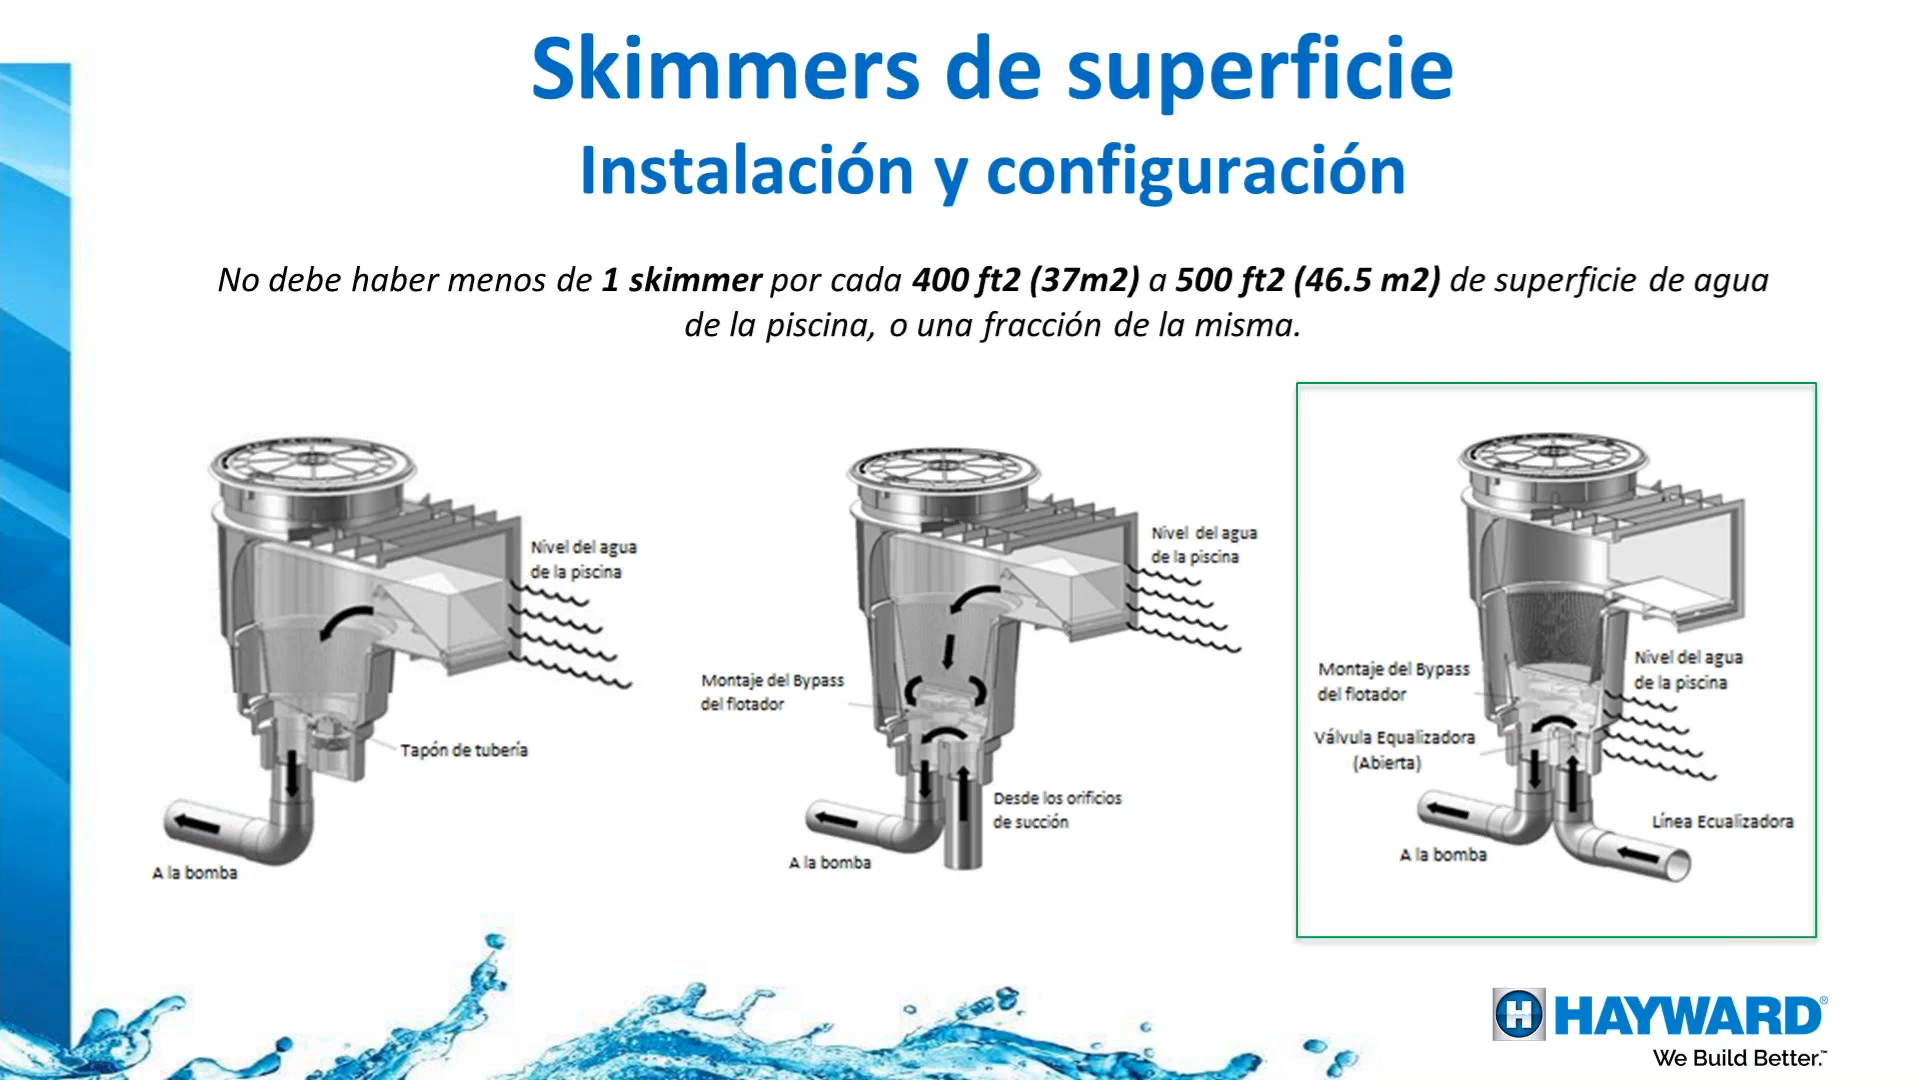 Skimmers de superficie
Instalación y configuración
No debe haber menos de 1 skimmer por cada 400 ft2 (37m2) a 500 ft2 (46.5 m2) de superficie de agua
de la piscina, o una fracción de la misma.
Nivel del agua
de la piscina
Tapón de tubería
A la bomba
Nivel del agua
de la piscina
Montaje del Bypass
del flotador
Desde los orificios
de succión
A la bomba
Montaje del Bypass
del flotador
Nivel del agua
de la piscina
Válvula Equalizadora
(Abierta)
Línea Ecualizadora
A la bomba
H HAYWARD®
We Build Better.™